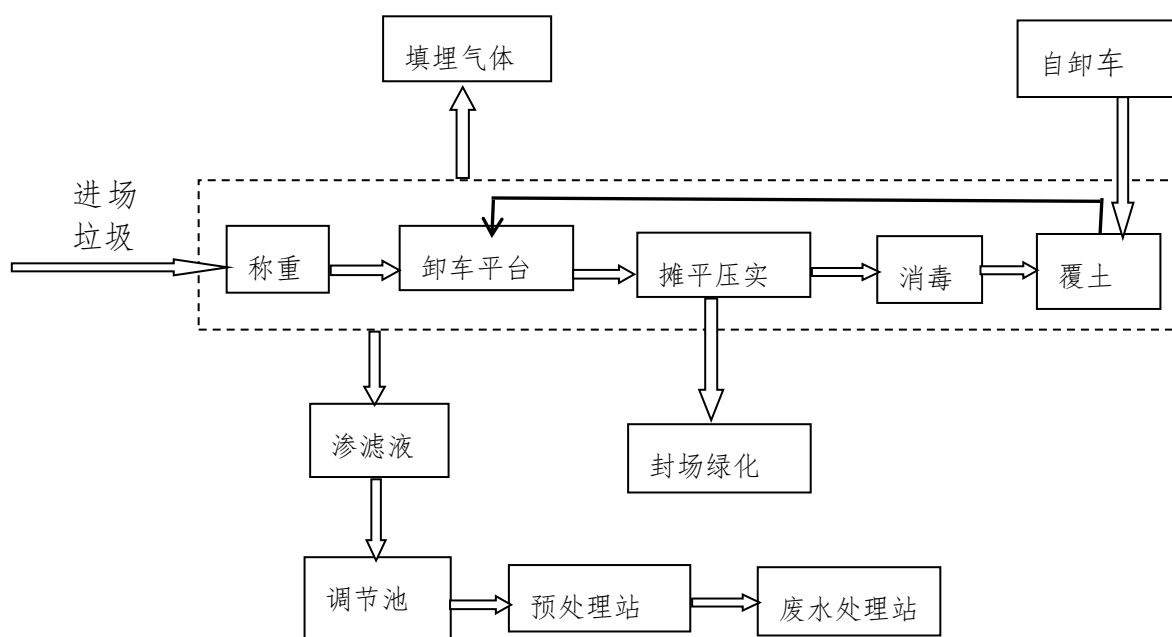 填埋气体
自卸车
进场
垃圾
称重
卸车平台
摊平压实
消毒
覆土
渗滤液
封场绿化
调节池
预处理站
废水处理站